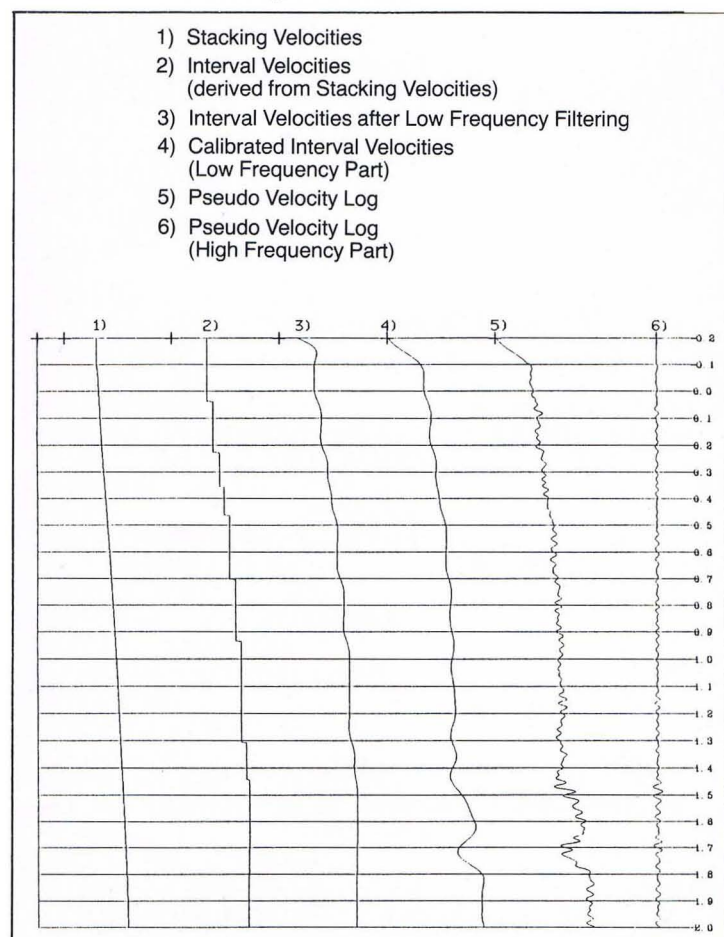 1) Stacking Velocities
2) Interval Velocities
(derived from Stacking Velocities)
3) Interval Velocities after Low Frequency Filtering
4) Calibrated Interval Velocities
(Low Frequency Part)
5) Pseudo Velocity Log
6) Pseudo Velocity Log
(High Frequency Part)
1) 2) 3) 4) 5) 6)
-0.2
-0.1
0.0
0.1
0.2
0.3
0.4
0.5
0.6
0.7
0.8
0.9
1.0
1.1
1.2
1.3
1.4
1.5
1.6
1.7
1.8
1.9
2.0